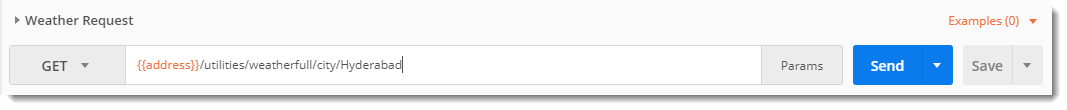 Weather Request Examples (0)
GET {{address}}/utilities/weatherfull/city/Hyderabad Params Send Save